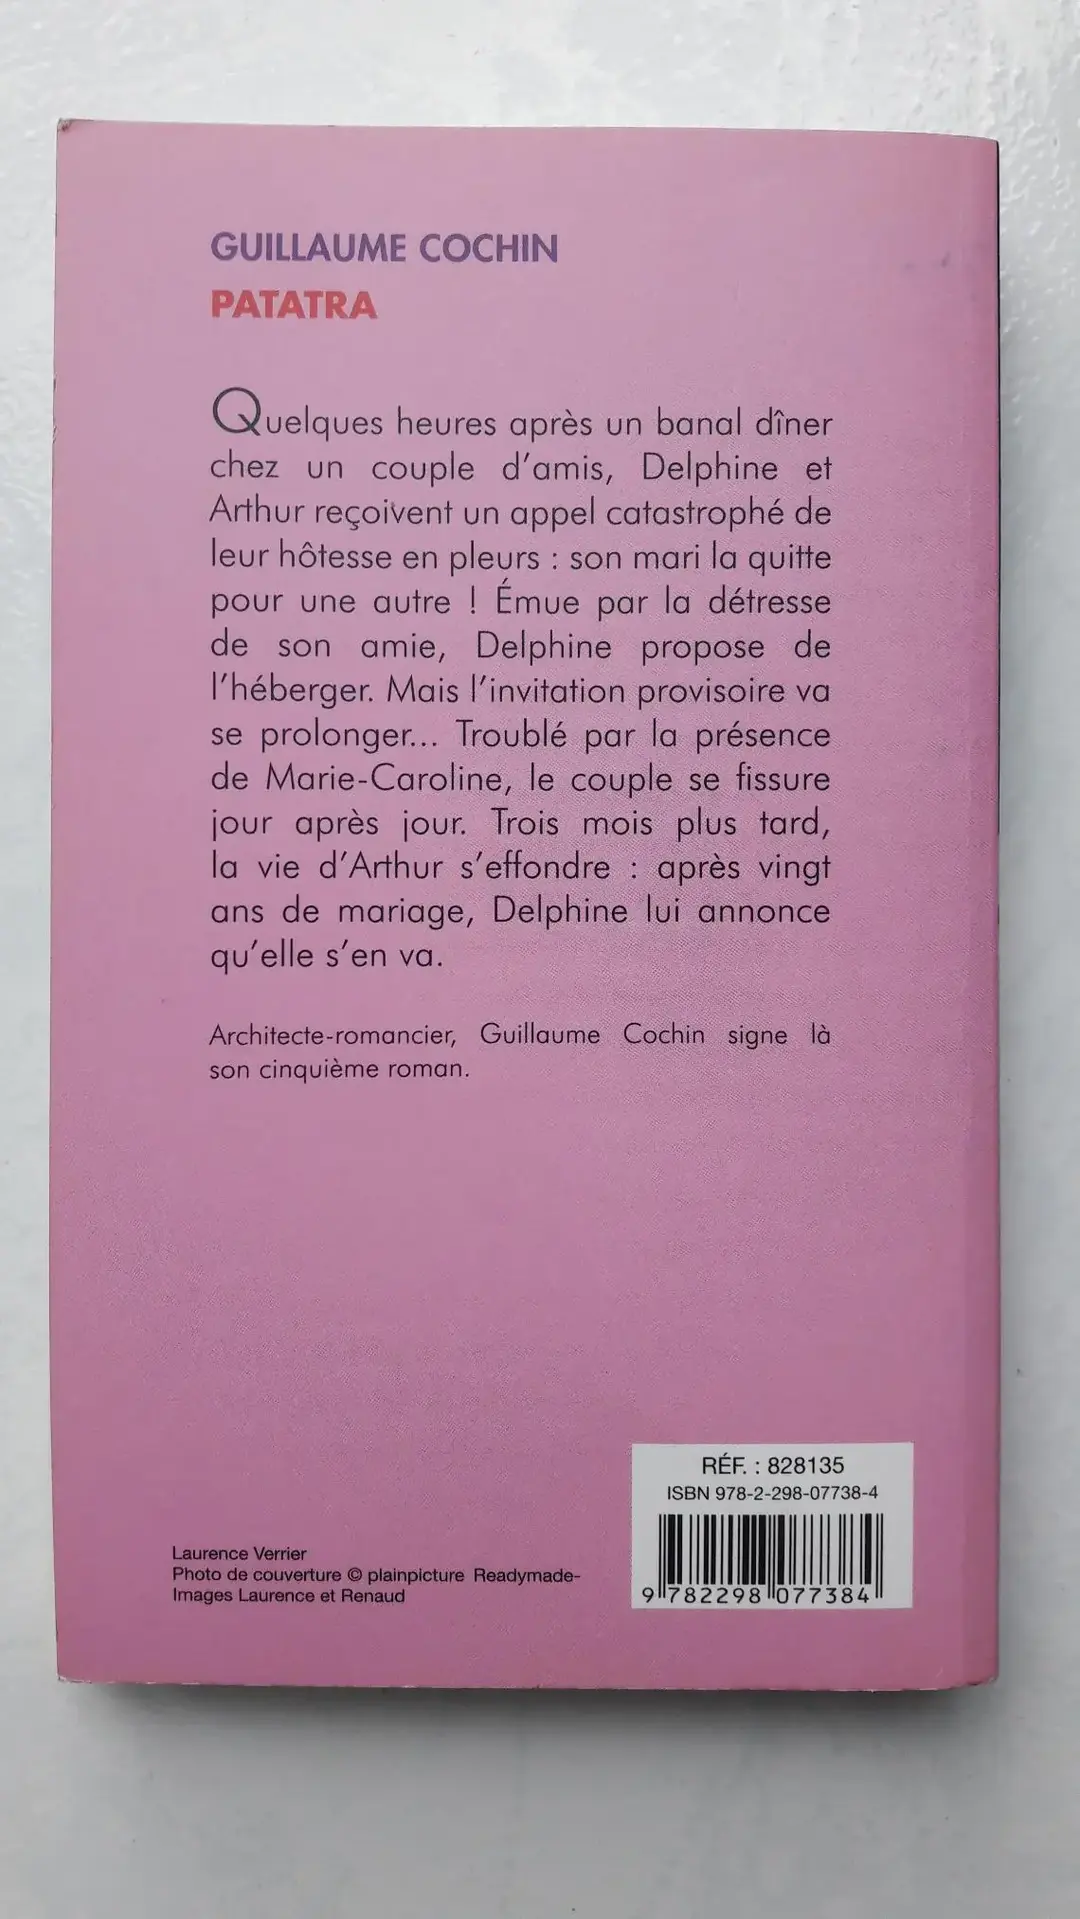 GUILLAUME COCHIN
PATATRA
Quelques heures après un banal dîner
chez un couple d'amis, Delphine et
Arthur reçoivent un appel catastrophé de
leur hôtesse en pleurs : son mari la quitte
pour une autre ! Émue par la détresse
de son amie, Delphine propose de
l'héberger. Mais l'invitation provisoire va
se prolonger... Troublé par la présence
de Marie-Caroline, le couple se fissure
jour après jour. Trois mois plus tard,
la vie d'Arthur s'effondre : après vingt
ans de mariage, Delphine lui annonce
qu'elle s'en va.
Architecte-romancier, Guillaume Cochin signe là
son cinquième roman.
Laurence Verrier
Photo de couverture © plainpicture Readymade-
Images Laurence et Renaud
RÉF. : 828135
ISBN 978-2-298-07738-4
9 782298 077384